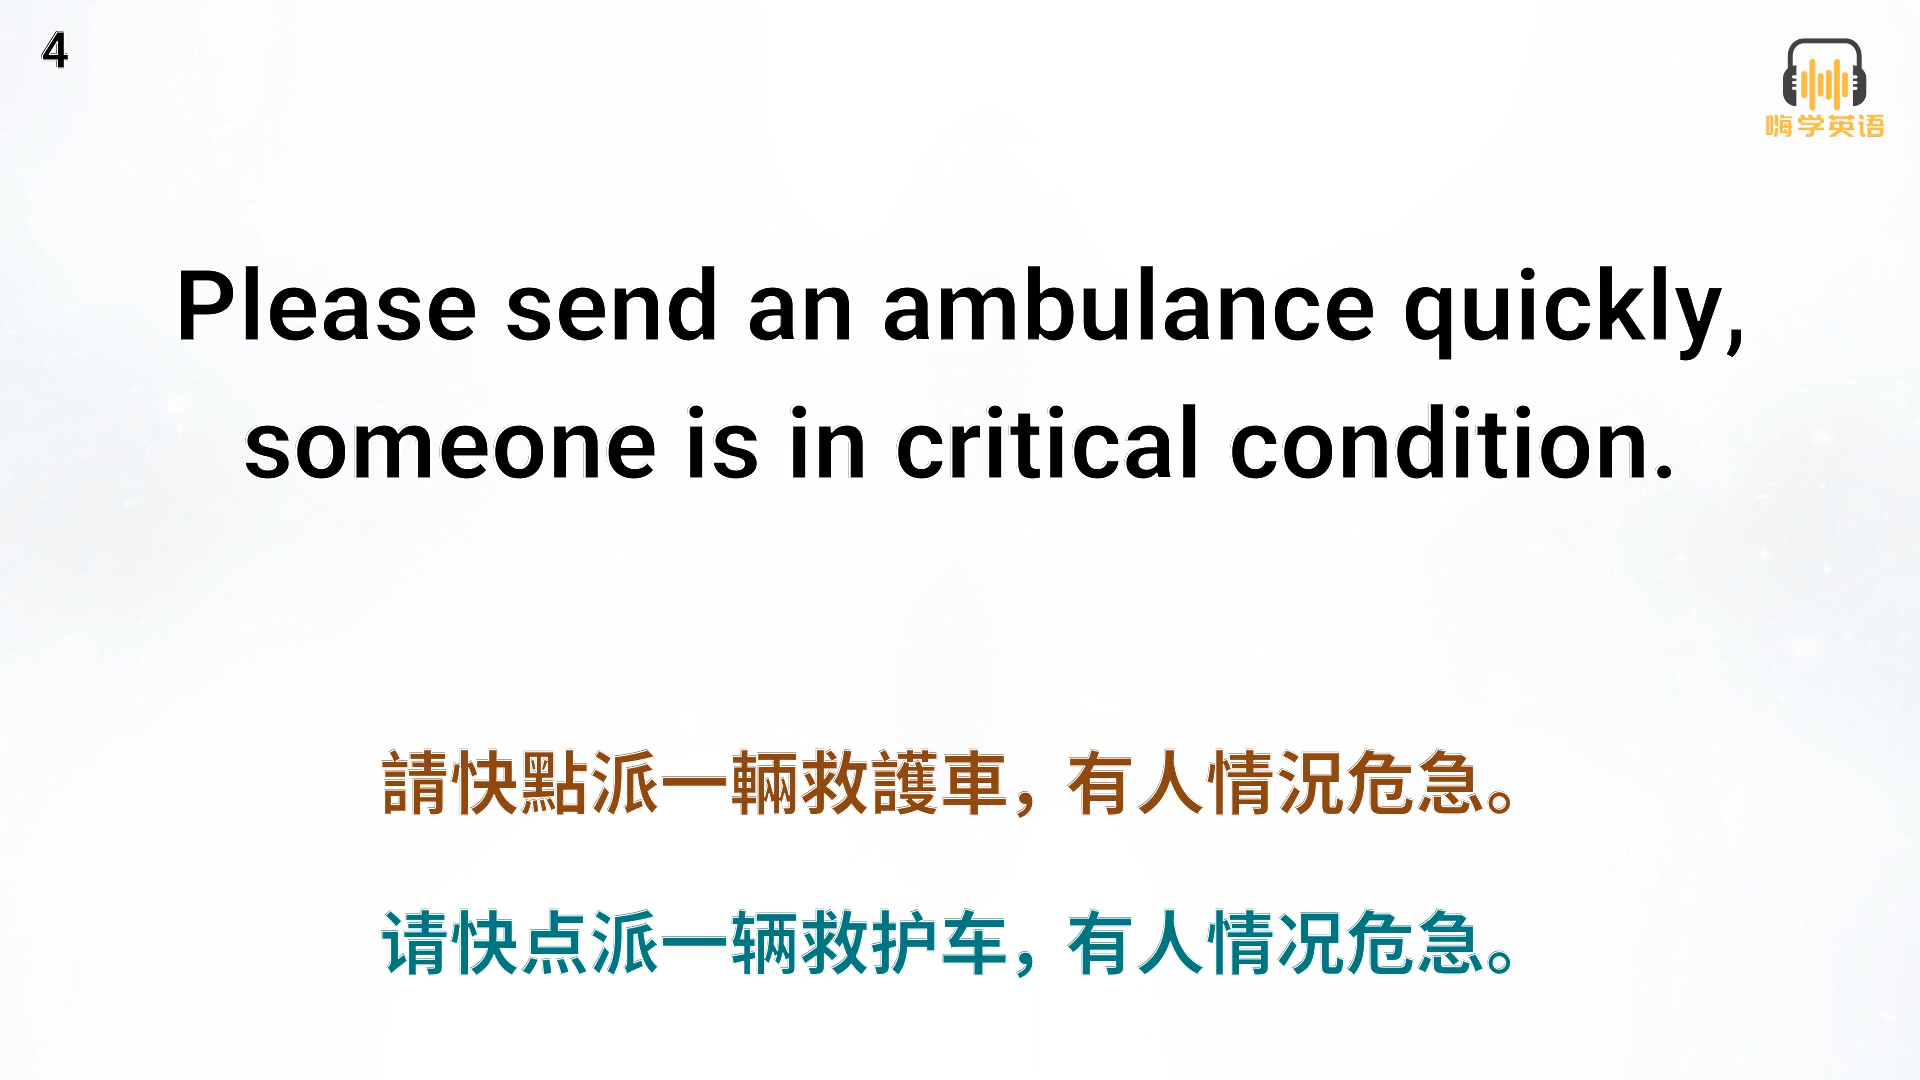 4
嗨学英语
Please send an ambulance quickly,
someone is in critical condition.
請快點派一輛救護車，有人情況危急。
请快点派一辆救护车，有人情况危急。